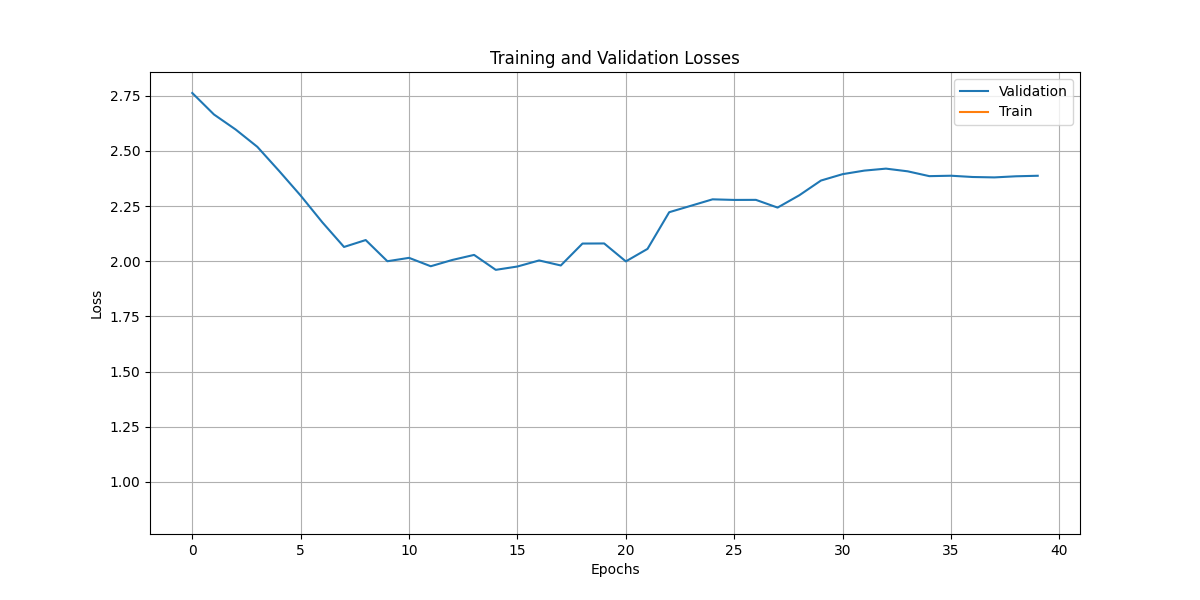 Training and Validation Losses
Validation
Train
2.75
2.50
2.25
2.00
1.75
1.50
1.25
1.00
Loss
0 5 10 15 20 25 30 35 40
Epochs